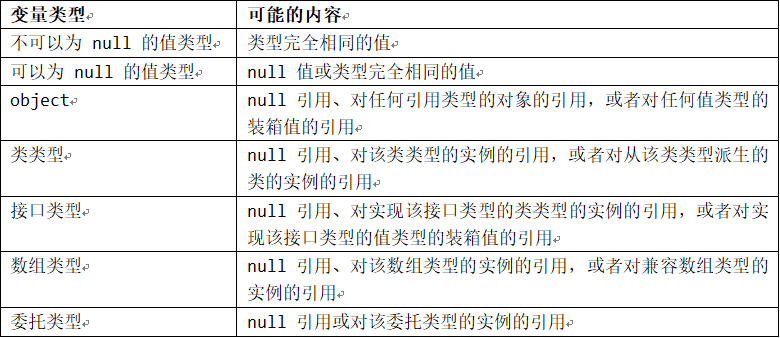 变量类型 可能的内容
不可以为 null 的值类型 类型完全相同的值
可以为 null 的值类型 null 值或类型完全相同的值
object null 引用、对任何引用类型的对象的引用，或者对任何值类型的
装箱值的引用
类类型 null 引用、对该类类型的实例的引用，或者对从该类类型派生的
类的实例的引用
接口类型 null 引用、对实现该接口类型的类类型的实例的引用，或者对实
现该接口类型的值类型的装箱值的引用
数组类型 null 引用、对该数组类型的实例的引用，或者对兼容数组类型的
实例的引用
委托类型 null 引用或对该委托类型的实例的引用